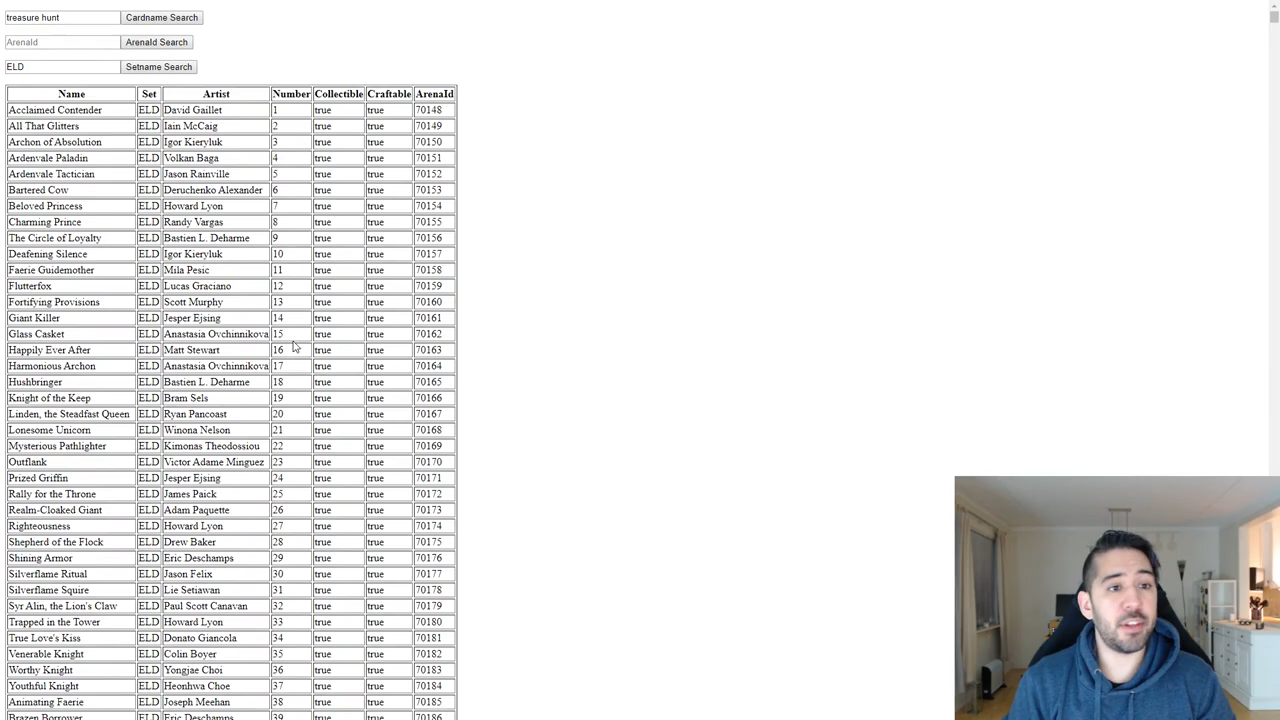 treasure hunt Cardname Search
ArenaId ArenaId Search
ELD Setname Search
Name Set Artist Number Collectible Craftable ArenaId
Acclaimed Contender ELD David Gaillet 1 true true 70148
All That Glitters ELD Iain McCaig 2 true true 70149
Archon of Absolution ELD Igor Kieryluk 3 true true 70150
Ardenvale Paladin ELD Volkan Baga 4 true true 70151
Ardenvale Tactician ELD Jason Rainville 5 true true 70152
Bartered Cow ELD Deruchenko Alexander 6 true true 70153
Beloved Princess ELD Howard Lyon 7 true true 70154
Charming Prince ELD Randy Vargas 8 true true 70155
The Circle of Loyalty ELD Bastien L. Deharme 9 true true 70156
Deafening Silence ELD Igor Kieryluk 10 true true 70157
Faerie Guidemother ELD Mila Pesic 11 true true 70158
Flutterfox ELD Lucas Graciano 12 true true 70159
Fortifying Provisions ELD Scott Murphy 13 true true 70160
Giant Killer ELD Jesper Ejsing 14 true true 70161
Glass Casket ELD Anastasia Ovchinnikova 15 true true 70162
Happily Ever After ELD Matt Stewart 16 true true 70163
Harmonious Archon ELD Anastasia Ovchinnikova 17 true true 70164
Hushbringer ELD Bastien L. Deharme 18 true true 70165
Knight of the Keep ELD Bram Sels 19 true true 70166
Linden, the Steadfast Queen ELD Ryan Pancoast 20 true true 70167
Lonesome Unicorn ELD Winona Nelson 21 true true 70168
Mysterious Pathlighter ELD Kimonas Theodossiou 22 true true 70169
Outflank ELD Victor Adame Minguez 23 true true 70170
Prized Griffin ELD Jesper Ejsing 24 true true 70171
Rally for the Throne ELD James Paick 25 true true 70172
Realm-Cloaked Giant ELD Adam Paquette 26 true true 70173
Righteousness ELD Howard Lyon 27 true true 70174
Shepherd of the Flock ELD Drew Baker 28 true true 70175
Shining Armor ELD Eric Deschamps 29 true true 70176
Silverflame Ritual ELD Jason Felix 30 true true 70177
Silverflame Squire ELD Lie Setiawan 31 true true 70178
Syr Alin, the Lion's Claw ELD Paul Scott Canavan 32 true true 70179
Trapped in the Tower ELD Howard Lyon 33 true true 70180
True Love's Kiss ELD Donato Giancola 34 true true 70181
Venerable Knight ELD Colin Boyer 35 true true 70182
Worthy Knight ELD Yongjae Choi 36 true true 70183
Youthful Knight ELD Heonhwa Choe 37 true true 70184
Animating Faerie ELD Joseph Meehan 38 true true 70185
Brazen Borrower ELD Eric Deschamps 39 true true 70186